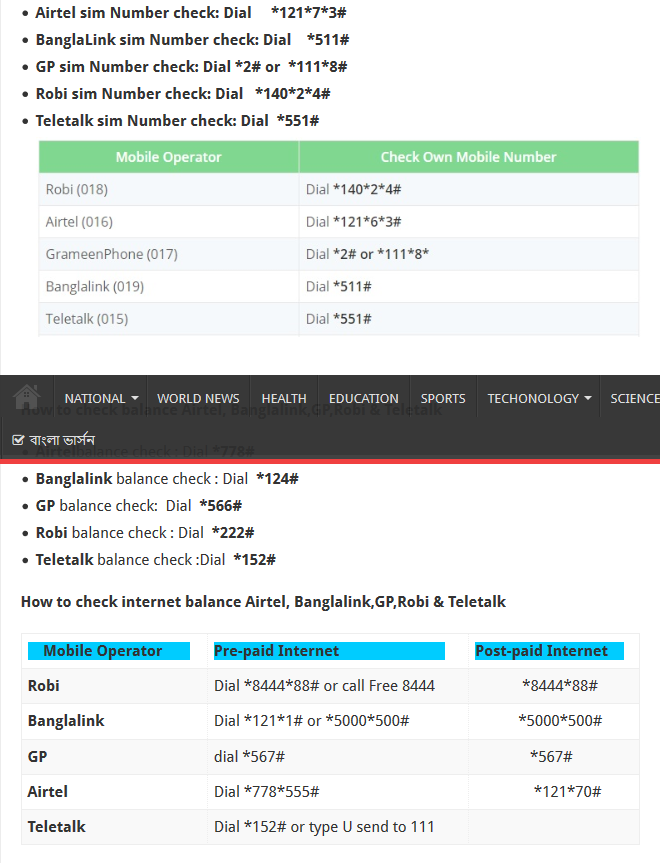 Airtel sim Number check: Dial *121*7*3#
BanglaLink sim Number check: Dial *511#
GP sim Number check: Dial *2# or *111*8#
Robi sim Number check: Dial *140*2*4#
Teletalk sim Number check: Dial *551#
Mobile Operator Check Own Mobile Number
Robi (018) Dial *140*2*4#
Airtel (016) Dial *121*6*3#
GrameenPhone (017) Dial *2# or *111*8*
Banglalink (019) Dial *511#
Teletalk (015) Dial *551#
NATIONAL WORLD NEWS HEALTH EDUCATION SPORTS TECHONOLOGY SCIENCE
How to check balance Airtel, Banglalink,GP,Robi & Teletalk
বাংলা ভার্সন
Airtel balance check : Dial *778#
Banglalink balance check : Dial *124#
GP balance check: Dial *566#
Robi balance check : Dial *222#
Teletalk balance check :Dial *152#
How to check internet balance Airtel, Banglalink,GP,Robi & Teletalk
Mobile Operator Pre-paid Internet Post-paid Internet
Robi Dial *8444*88# or call Free 8444 *8444*88#
Banglalink Dial *121*1# or *5000*500# *5000*500#
GP dial *567# *567#
Airtel Dial *778*555# *121*70#
Teletalk Dial *152# or type U send to 111